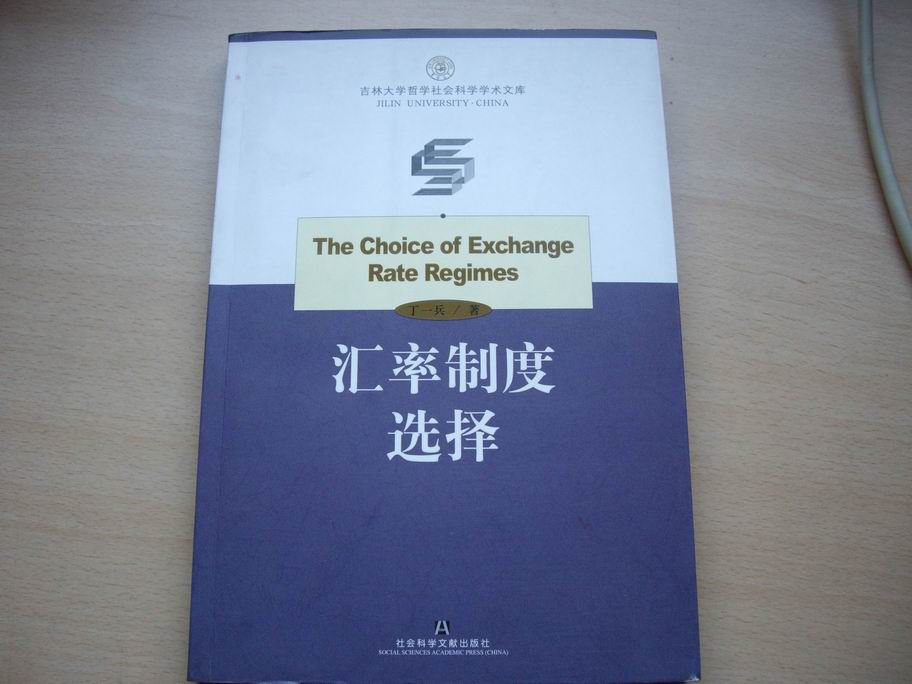 吉林大学哲学社会科学学术文库
JILIN UNIVERSITY·CHINA
The Choice of Exchange
Rate Regimes
丁一兵 / 著
汇率制度
选择
社会科学文献出版社
SOCIAL SCIENCES ACADEMIC PRESS (CHINA)